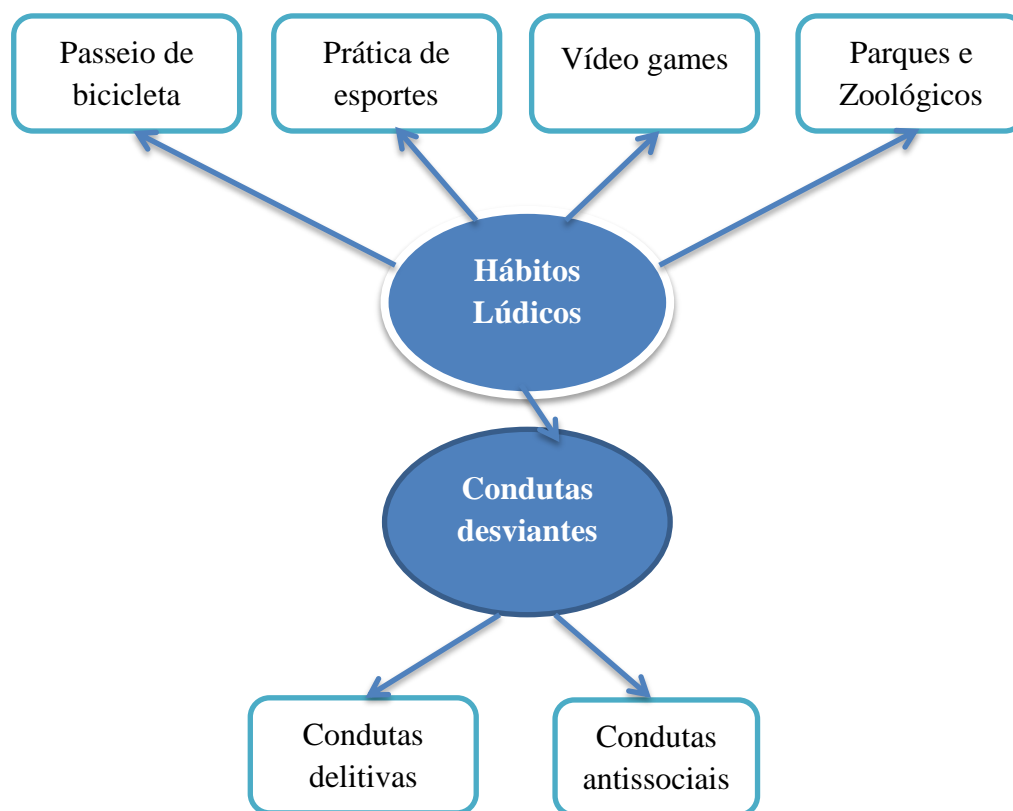 Passeio de
bicicleta
Prática de
esportes
Vídeo games
Parques e
Zoológicos
Hábitos
Lúdicos
Condutas
desviantes
Condutas
delitivas
Condutas
antissociais